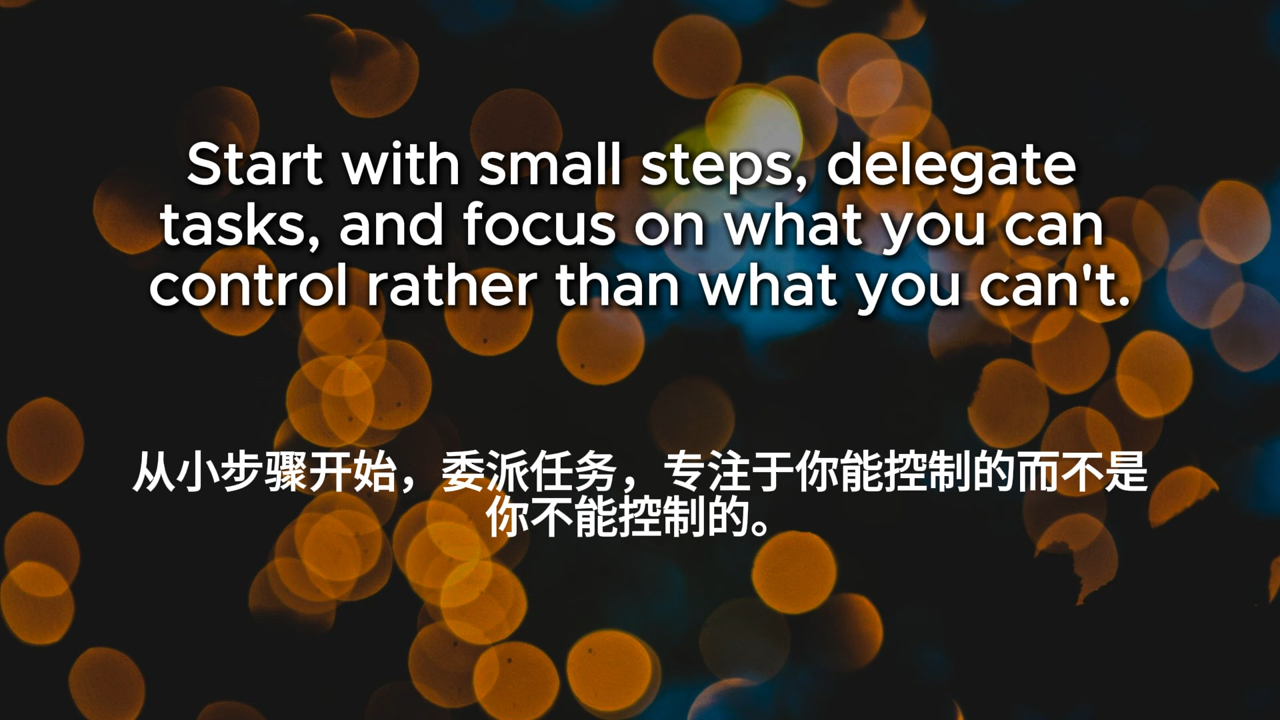 Start with small steps, delegate
tasks, and focus on what you can
control rather than what you can't.
从小步骤开始，委派任务，专注于你能控制的而不是
你不能控制的。